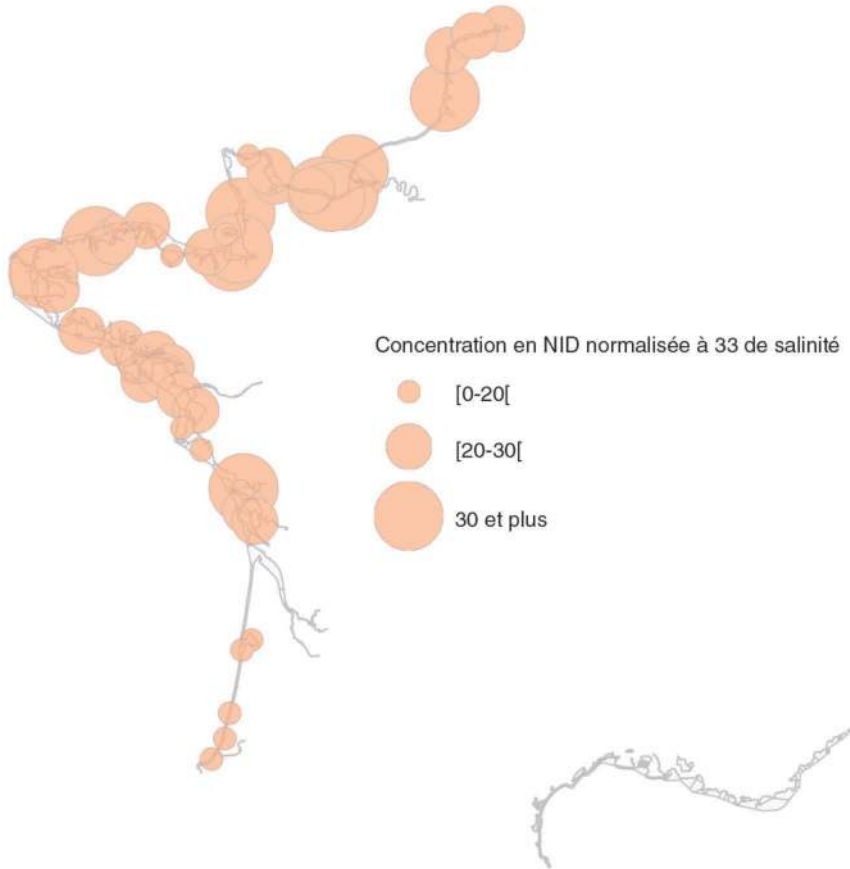 Concentration en NID normalisée à 33 de salinité
[0-20[
[20-30[
30 et plus